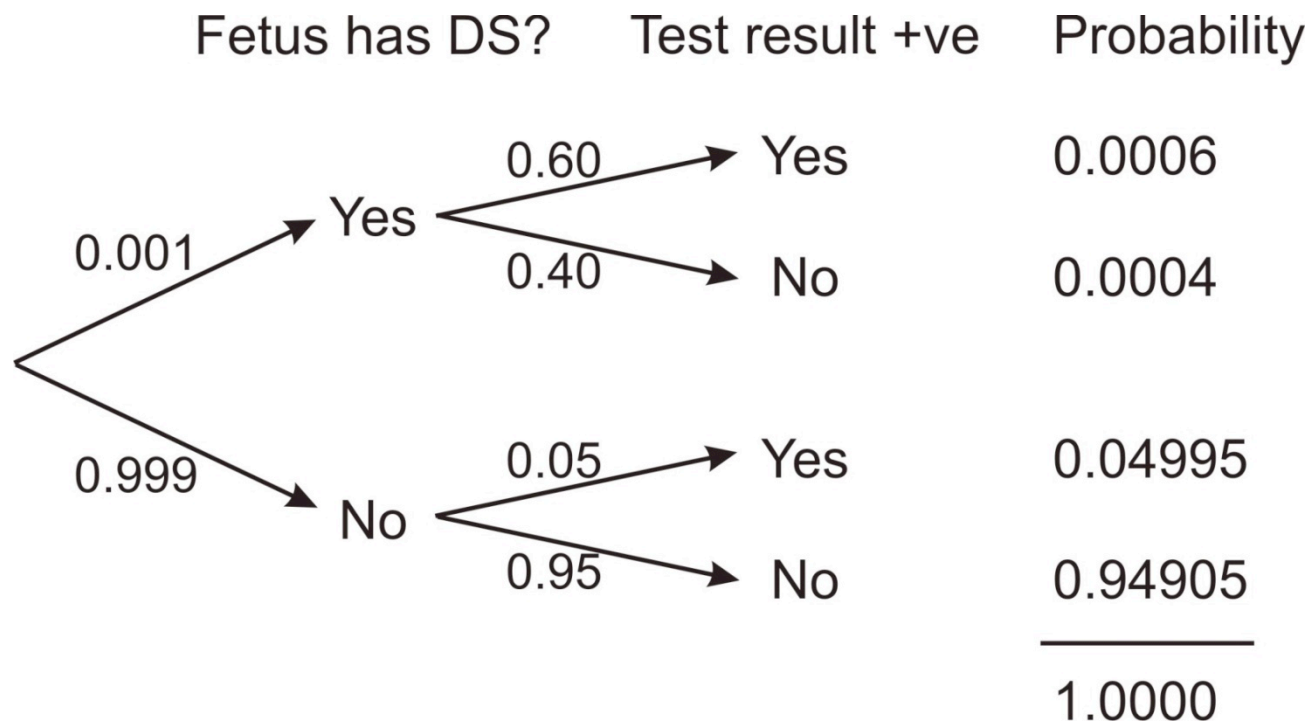 Fetus has DS? Test result +ve Probability
0.60 Yes 0.0006
0.001 Yes
0.40 No 0.0004
0.05 Yes 0.04995
0.999 No
0.95 No 0.94905
1.0000